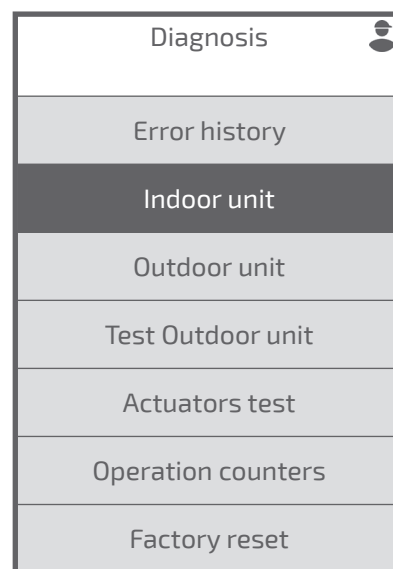 Diagnosis
Error history
Indoor unit
Outdoor unit
Test Outdoor unit
Actuators test
Operation counters
Factory reset